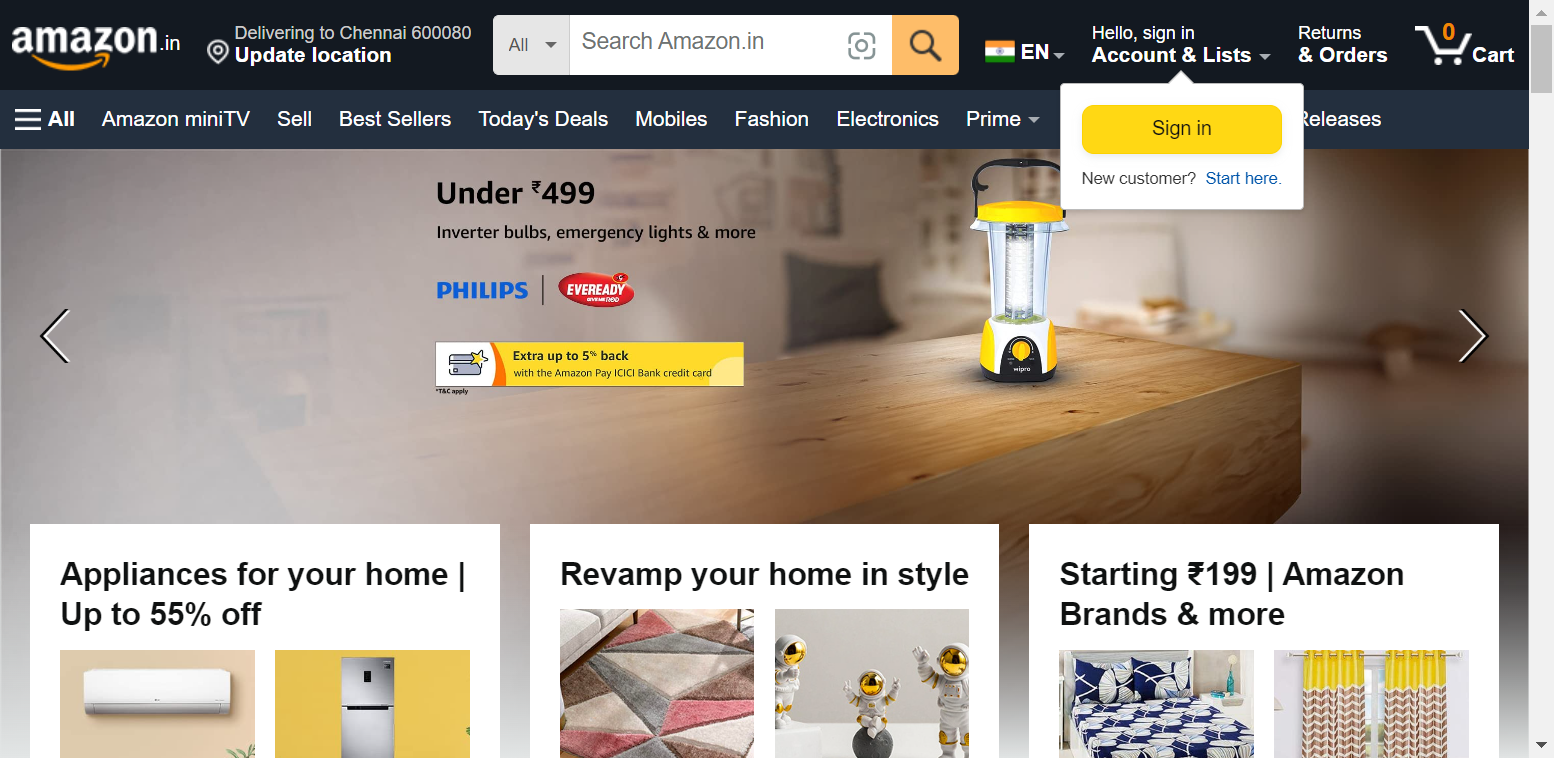 amazon.in
Delivering to Chennai 600080
Update location
All
Search Amazon.in
EN
Hello, sign in
Account & Lists
Returns
& Orders
0
Cart
All
Amazon miniTV
Sell
Best Sellers
Today's Deals
Mobiles
Fashion
Electronics
Prime
Releases
Sign in
New customer? Start here.
Under ₹499
Inverter bulbs, emergency lights & more
PHILIPS
EVEREADY
GIVE ME RED
Extra up to 5% back
with the Amazon Pay ICICI Bank credit card
*T&C apply
wipro
Appliances for your home |
Up to 55% off
Revamp your home in style
Starting ₹199 | Amazon
Brands & more